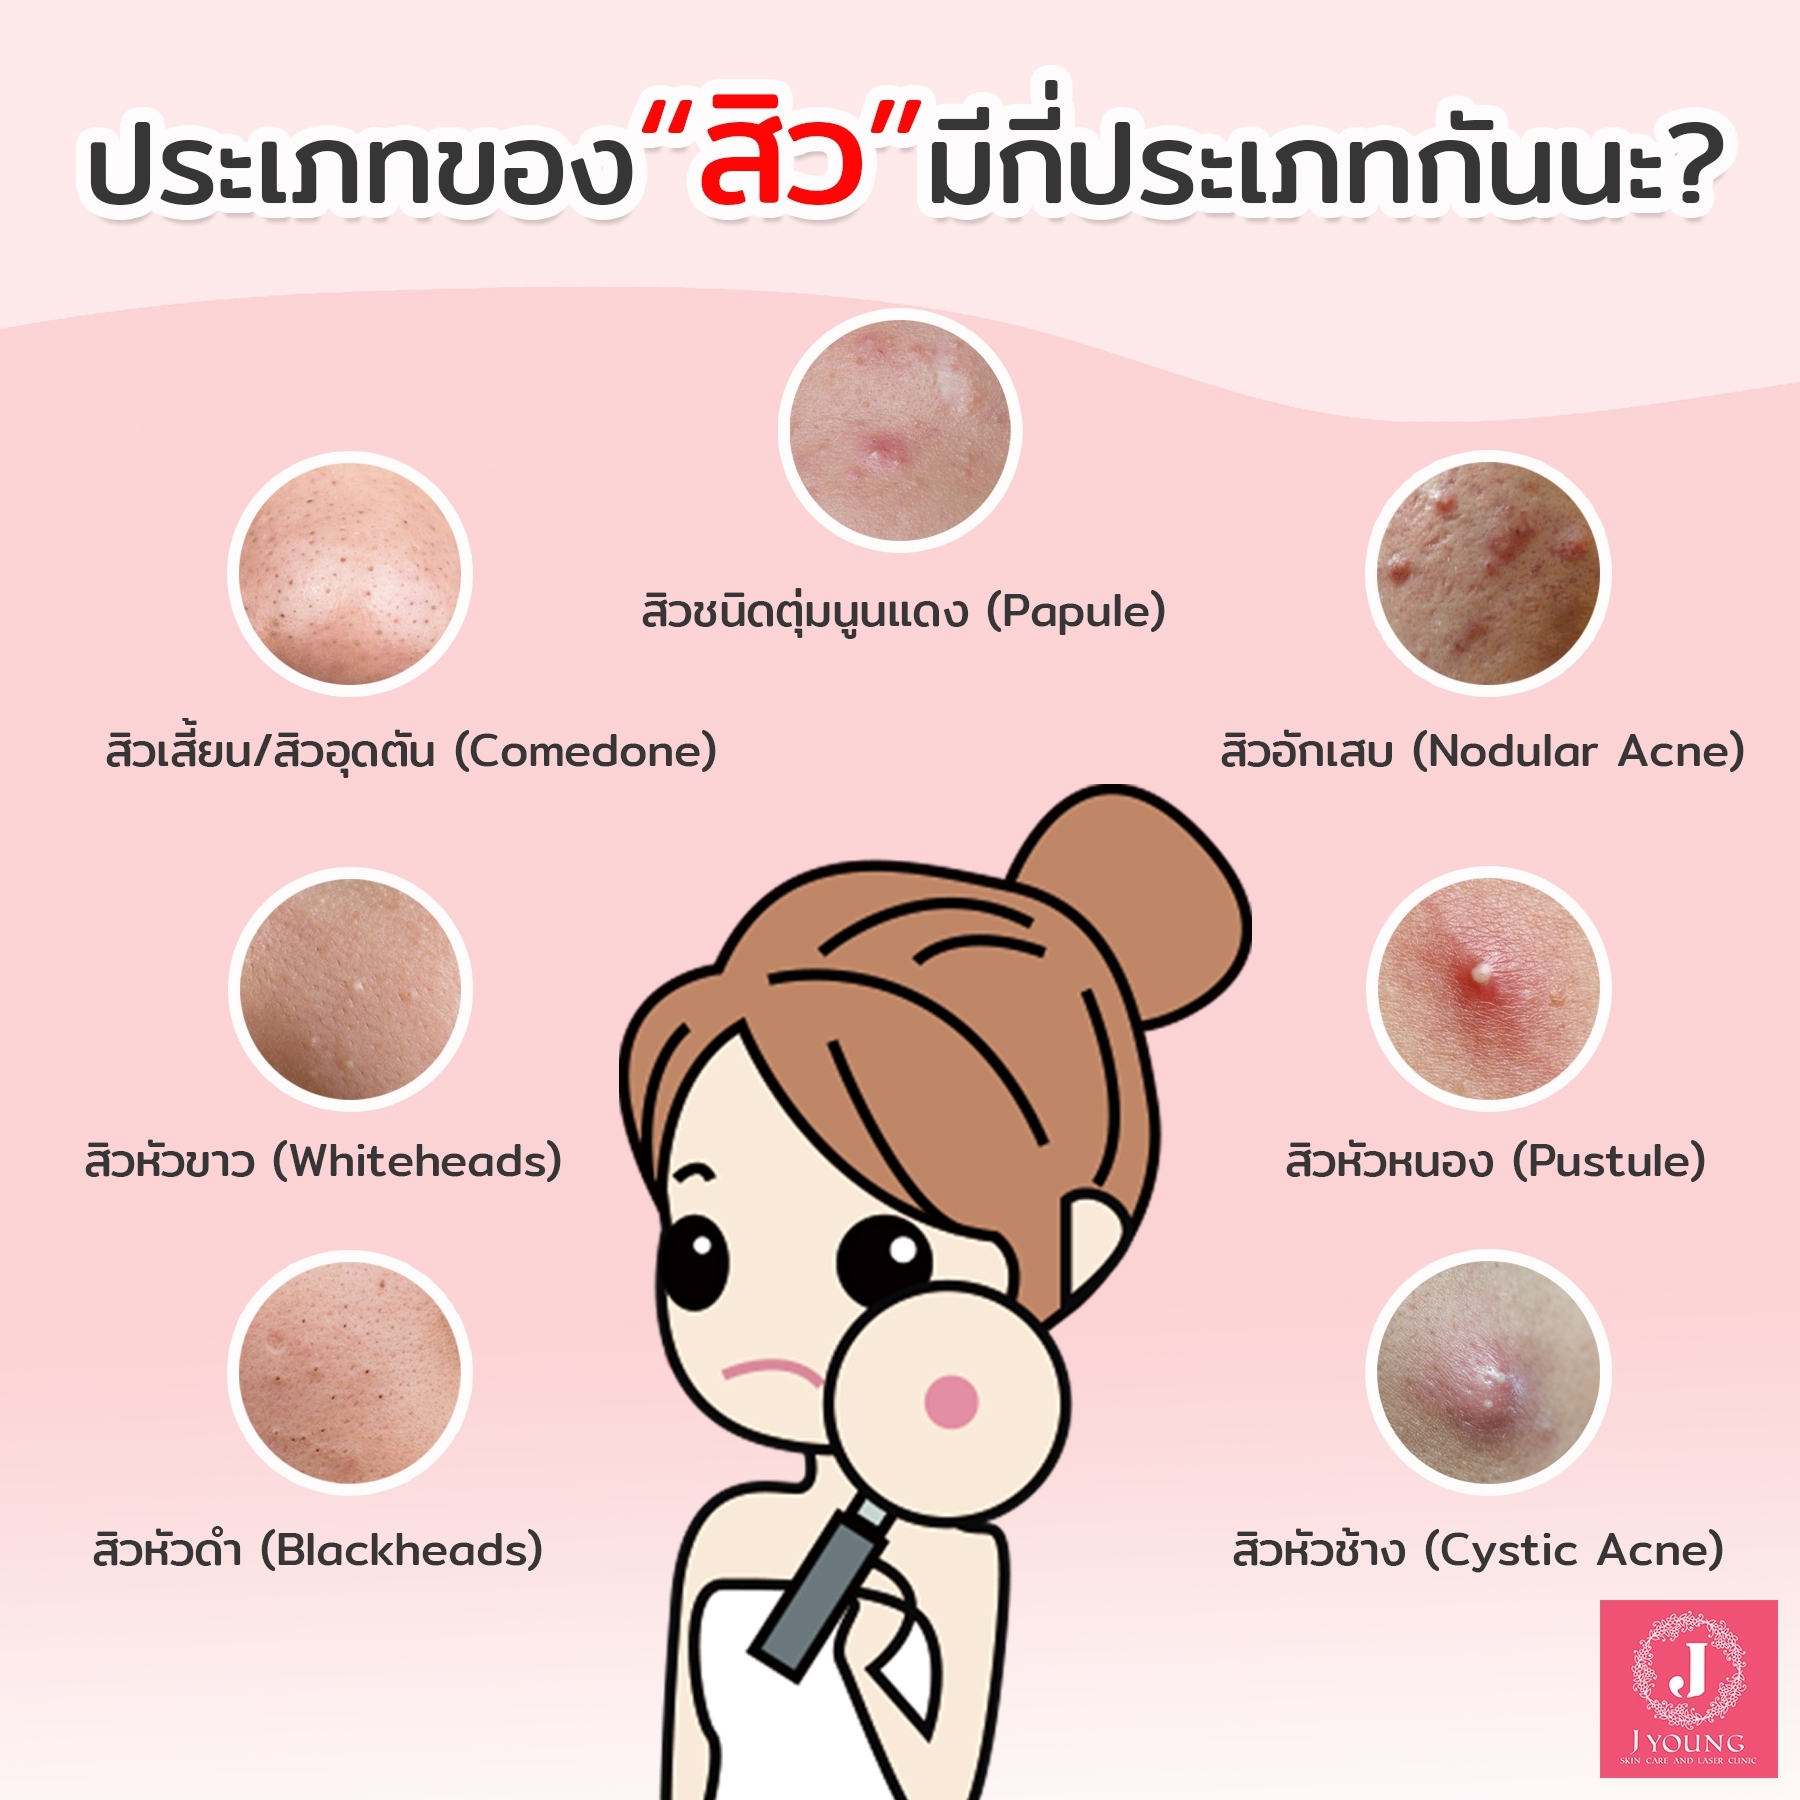 ประเภทของ“สิว”มีกี่ประเภทกันนะ?
สิวชนิดตุ่มนูนแดง (Papule)
สิวเสี้ยน/สิวอุดตัน (Comedone)
สิวอักเสบ (Nodular Acne)
สิวหัวขาว (Whiteheads)
สิวหัวหนอง (Pustule)
สิวหัวดำ (Blackheads)
สิวหัวช้าง (Cystic Acne)
J
J YOUNG
SKIN CARE AND LASER CLINIC